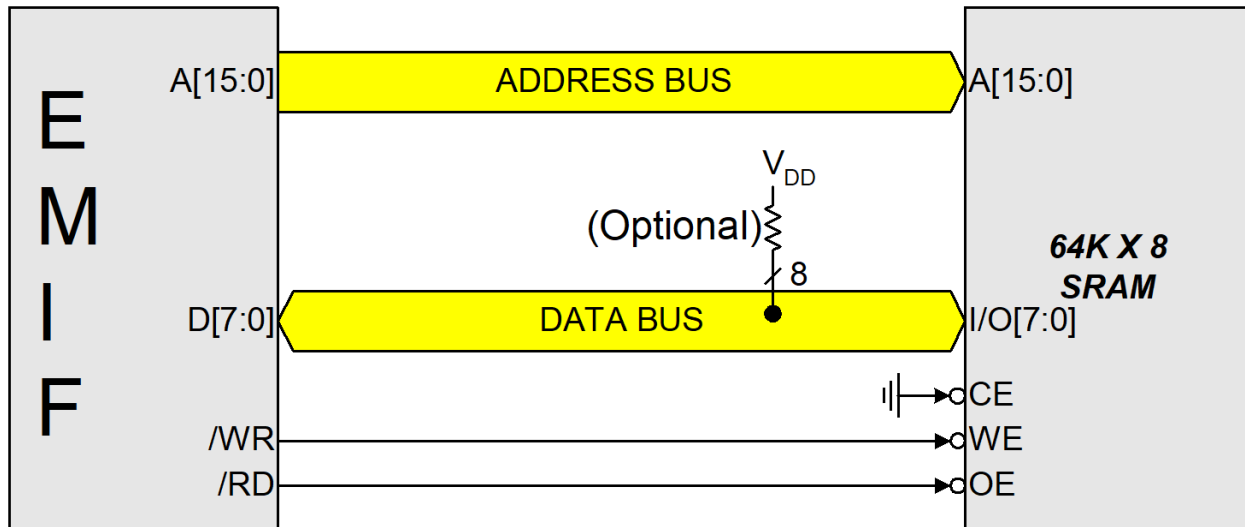 E
M
I
F
A[15:0]
ADDRESS BUS
A[15:0]
VDD
(Optional)
8
64K X 8
SRAM
D[7:0]
DATA BUS
I/O[7:0]
CE
/WR
WE
/RD
OE